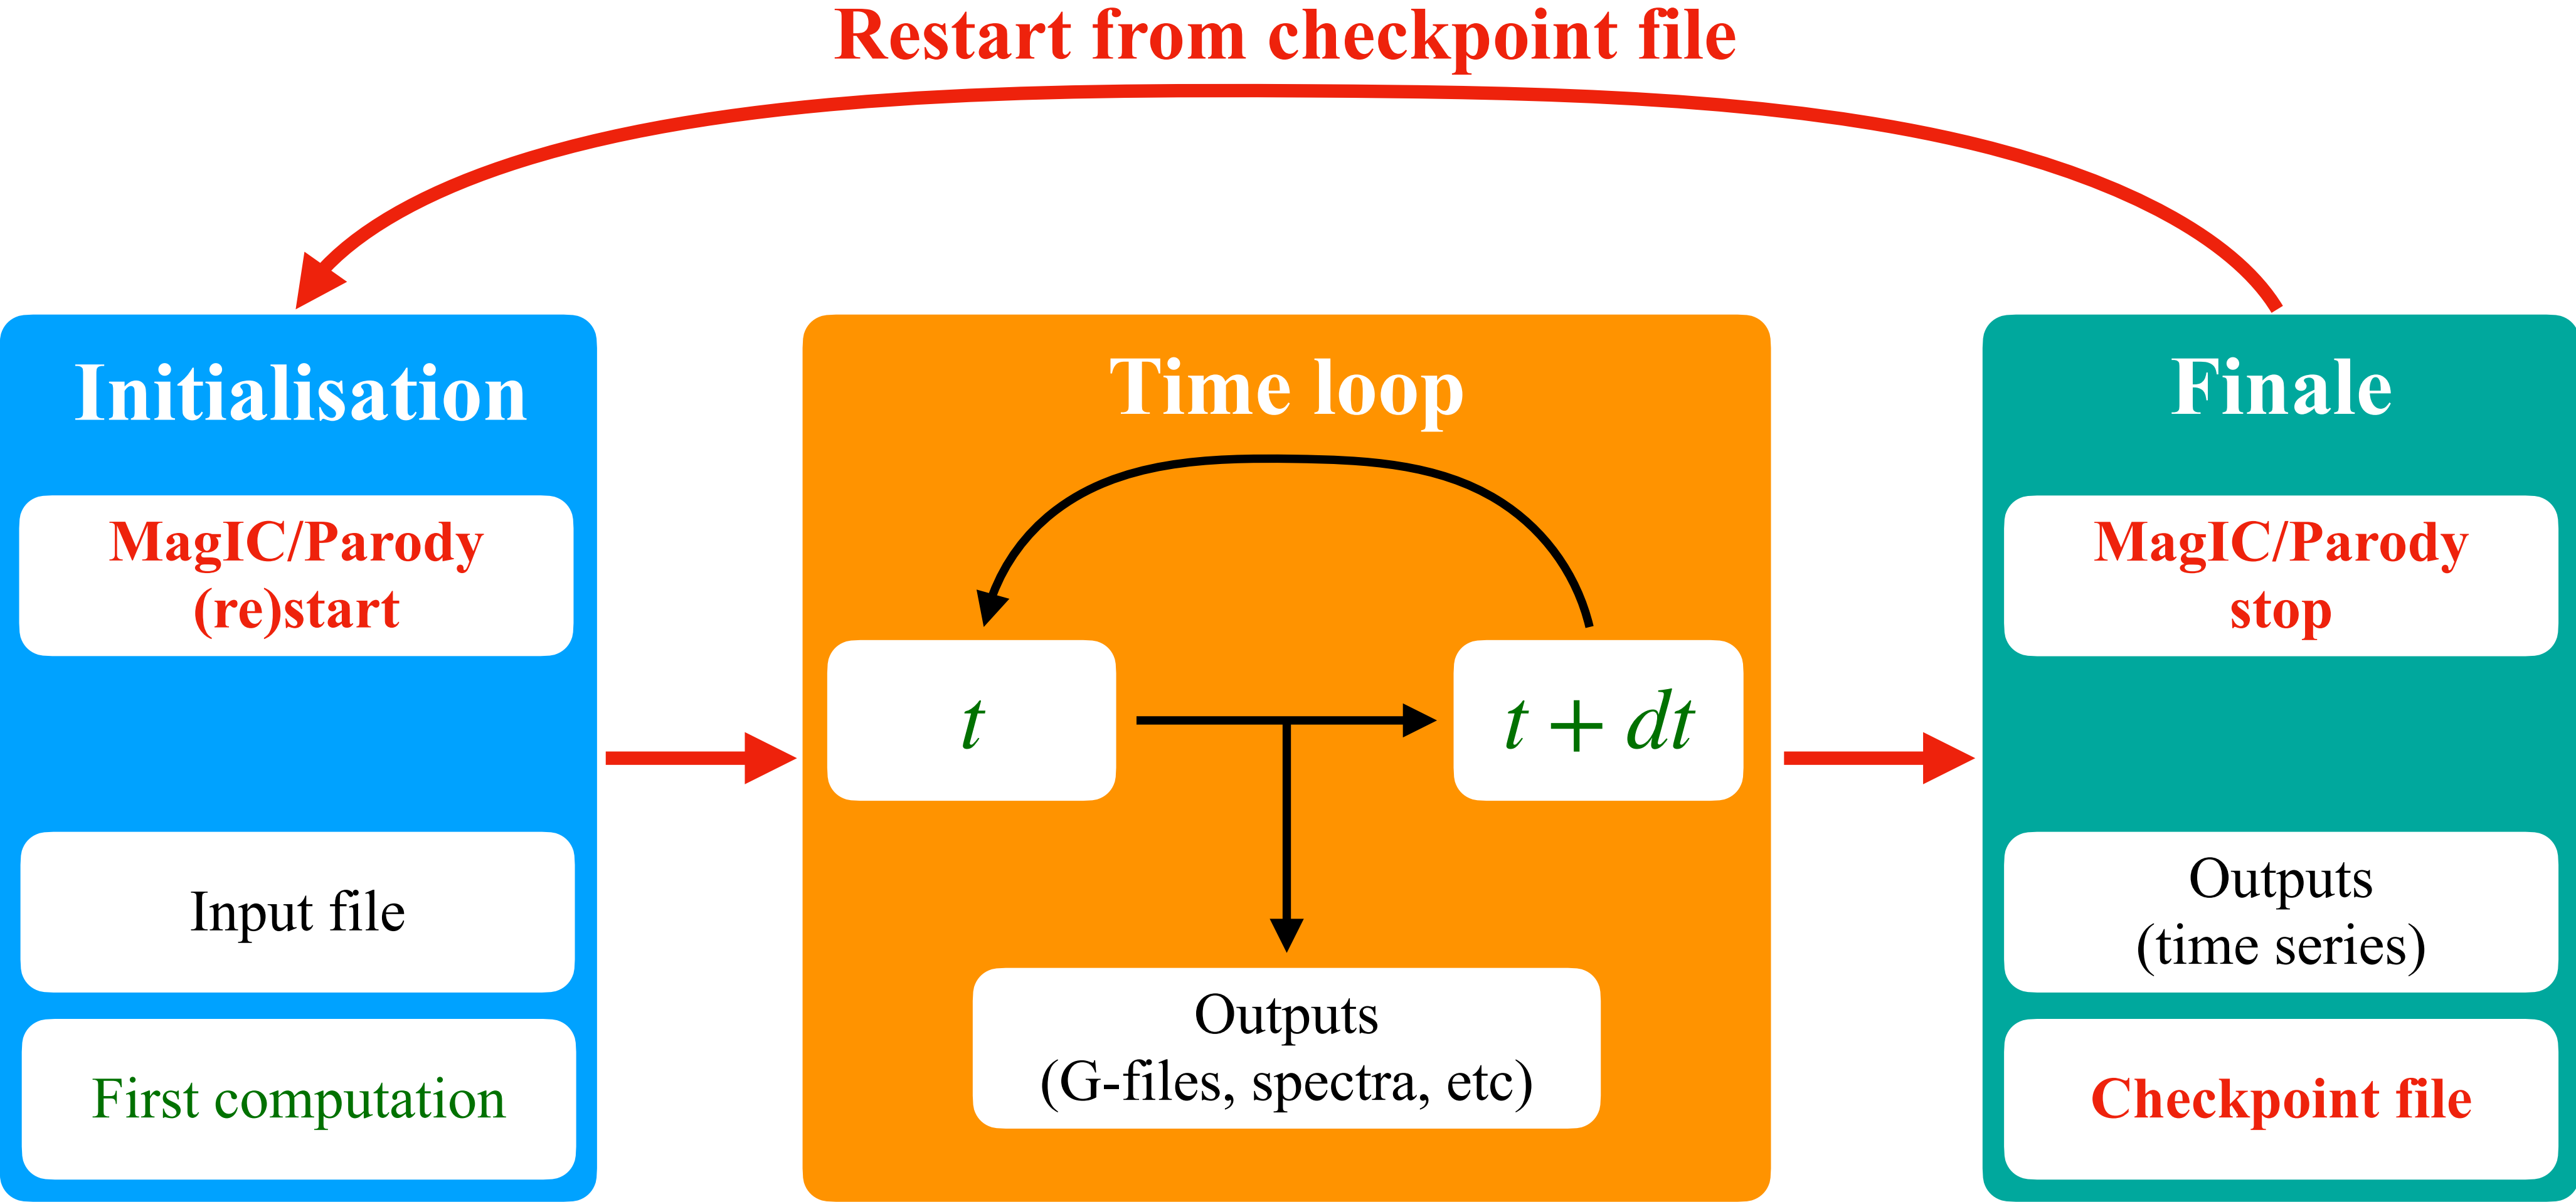 Restart from checkpoint file
Initialisation
MagIC/Parody
(re)start
Input file
First computation
Time loop
t
t + dt
Outputs
(G-files, spectra, etc)
Finale
MagIC/Parody
stop
Outputs
(time series)
Checkpoint file